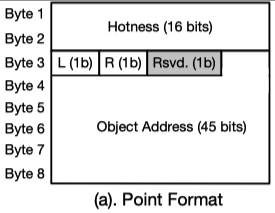 Byte 1
Hotness (16 bits)
Byte 2
Byte 3 L (1b) R (1b) Rsvd. (1b)
Byte 4
Byte 5
Byte 6 Object Address (45 bits)
Byte 7
Byte 8
(a). Point Format